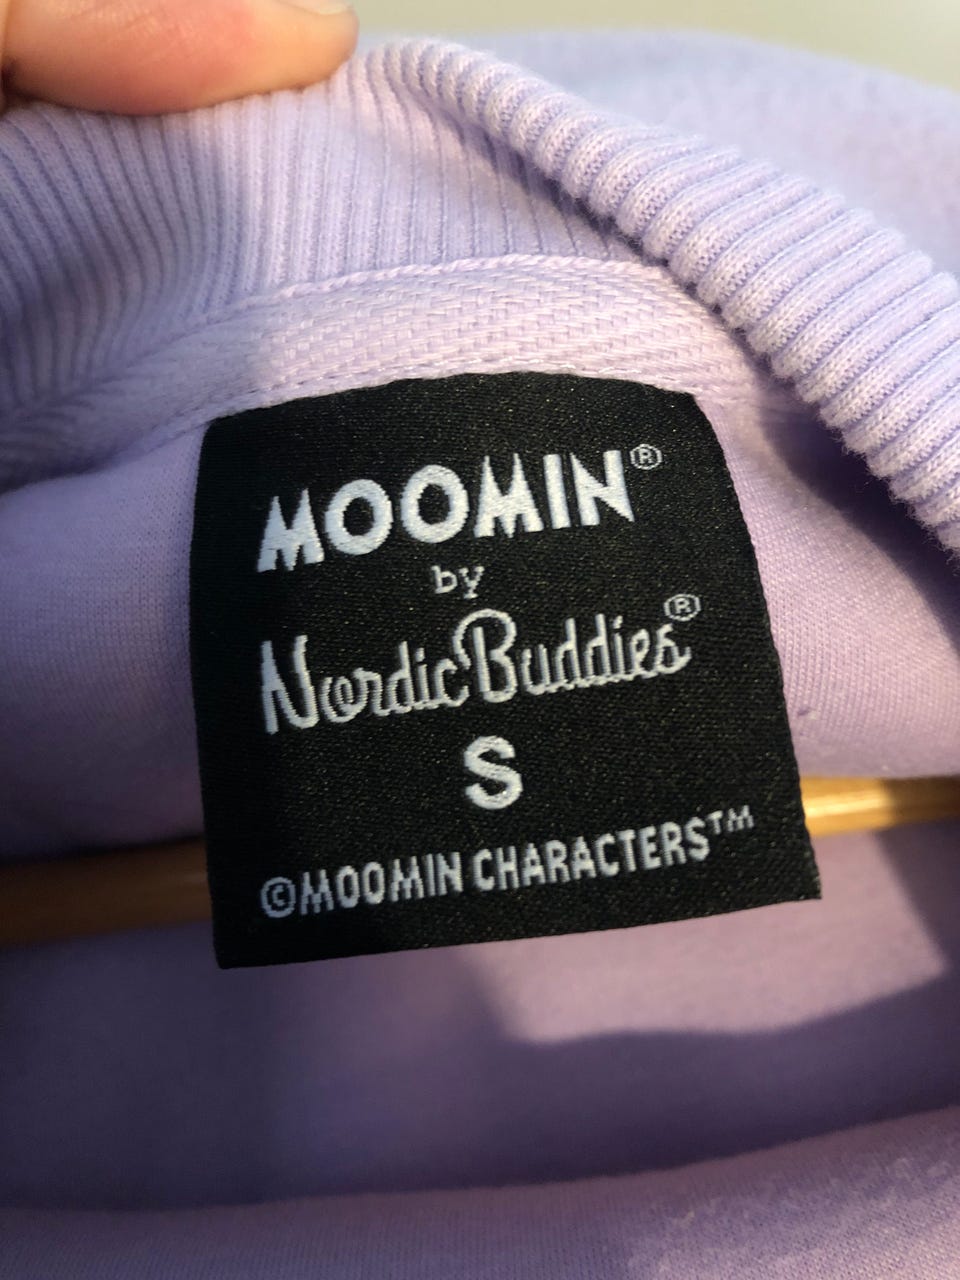 MOOMIN®
by
NordicBuddies®
S
©MOOMIN CHARACTERS™